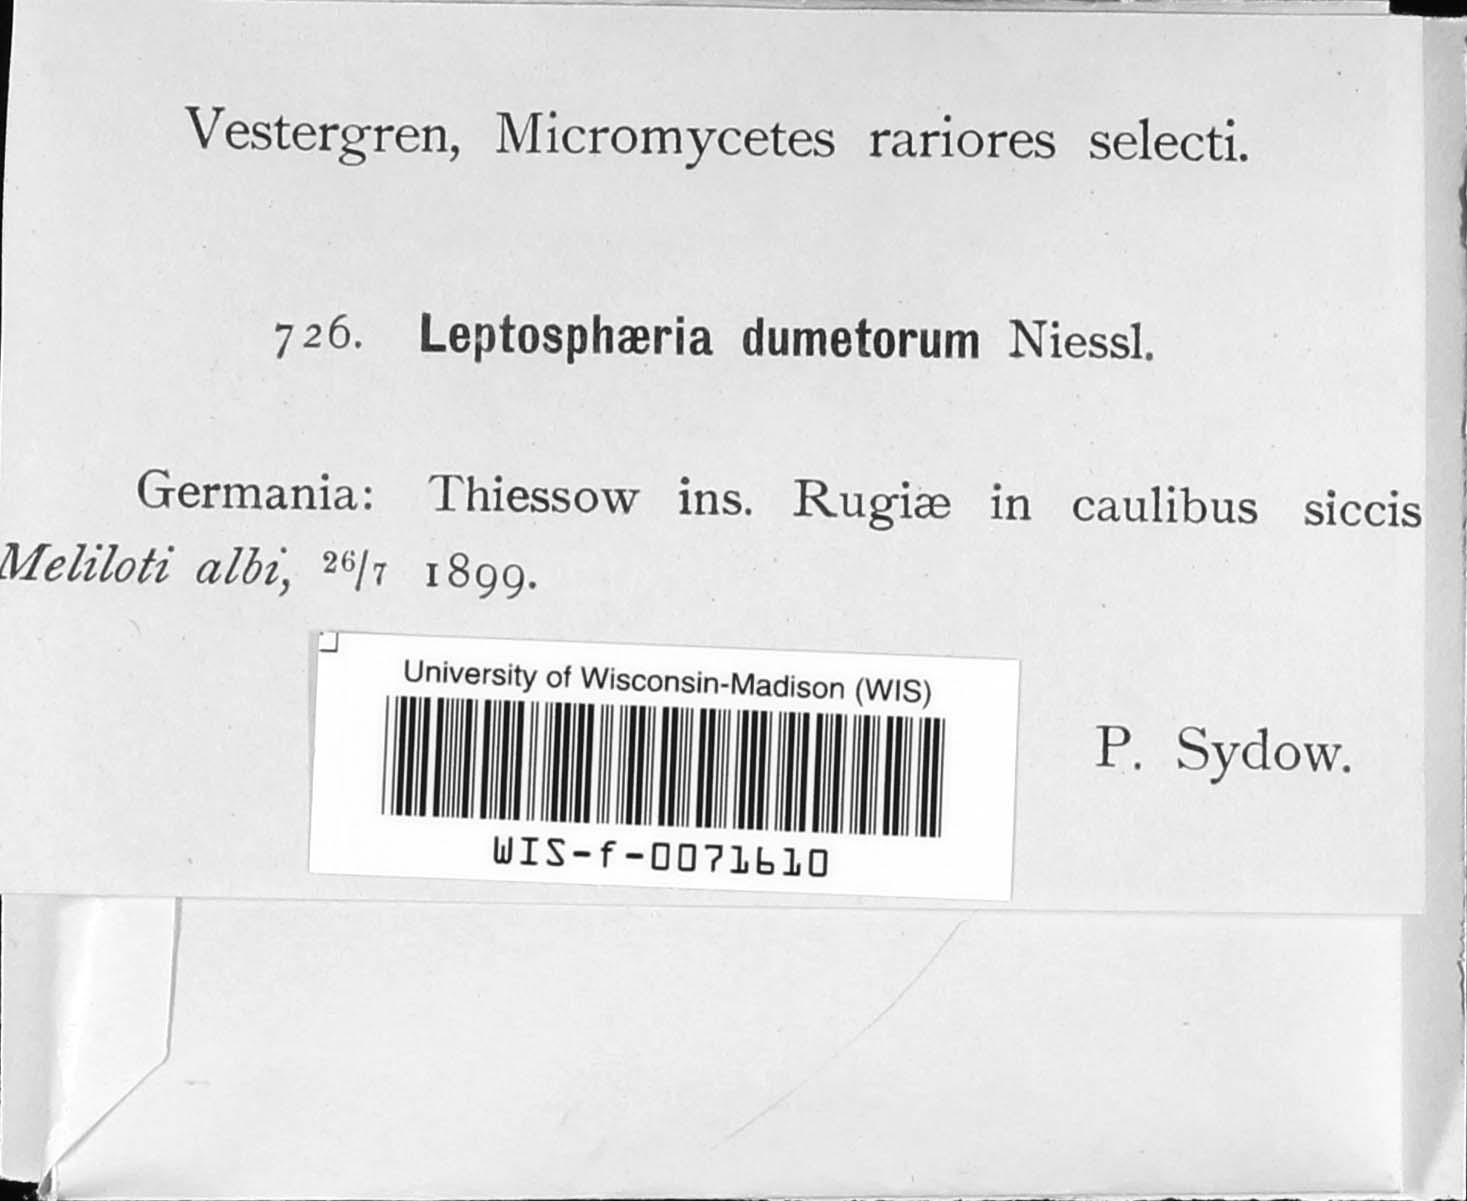 Vestergren, Micromycetes rariores selecti.
726. Leptosphæria dumetorum Niessl.
Germania: Thiessow ins. Rugiæ in caulibus siccis
Meliloti albi, 26/7 1899.
University of Wisconsin-Madison (WIS)
WIS-f-0071610
P. Sydow.